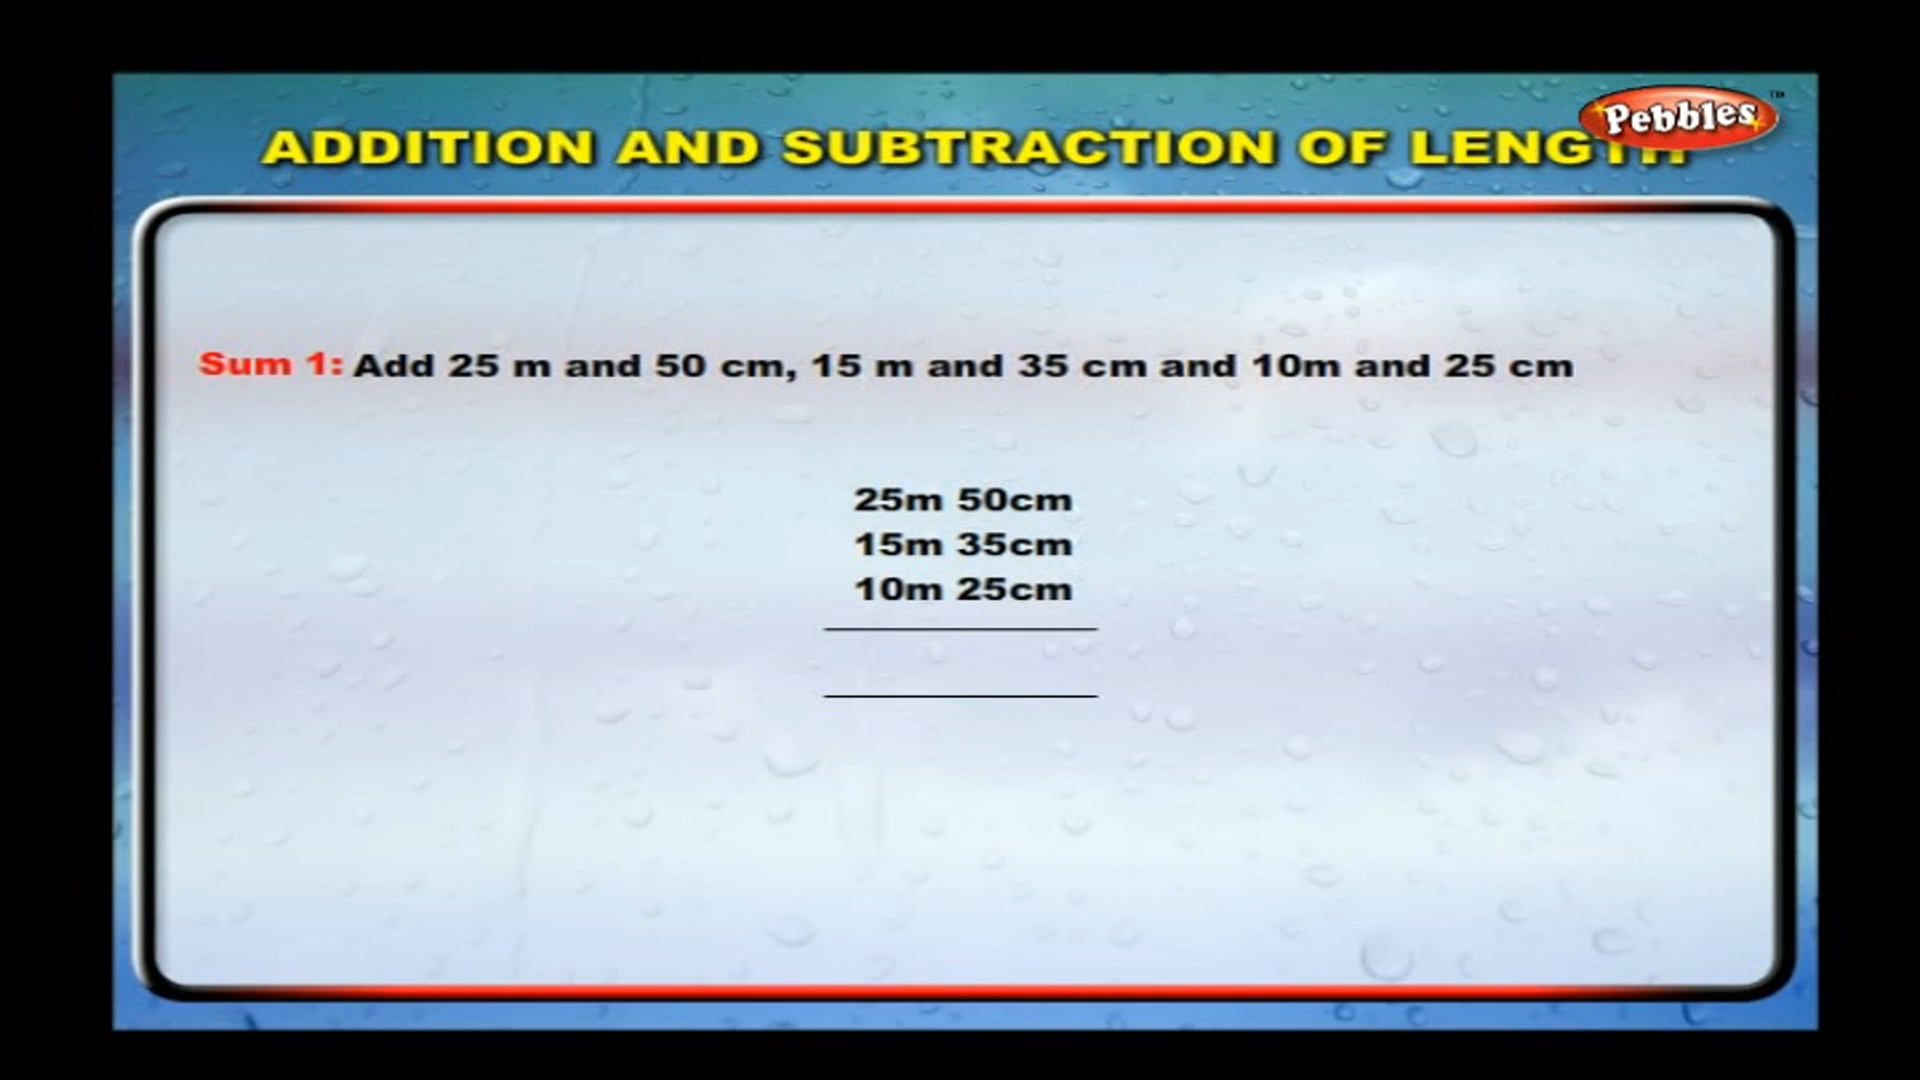 Pebbles™
ADDITION AND SUBTRACTION OF LENGTH
Sum 1: Add 25 m and 50 cm, 15 m and 35 cm and 10m and 25 cm
25m 50cm
15m 35cm
10m 25cm